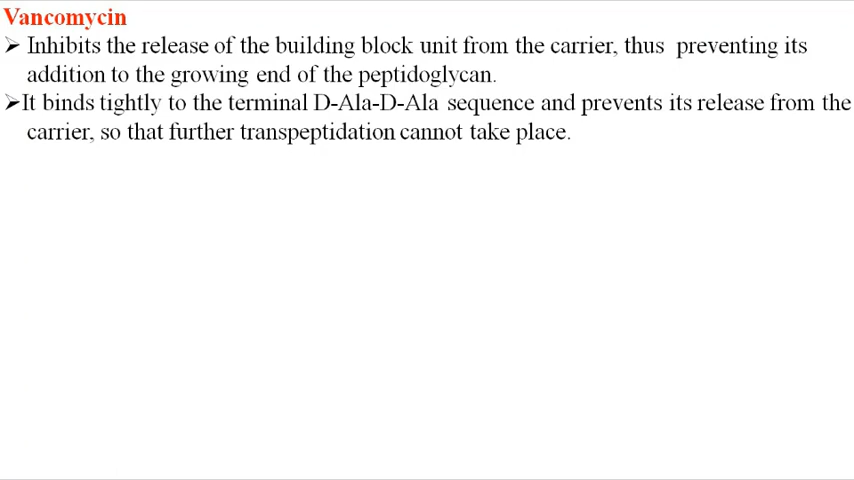 Vancomycin
➢ Inhibits the release of the building block unit from the carrier, thus preventing its
addition to the growing end of the peptidoglycan.
➢It binds tightly to the terminal D-Ala-D-Ala sequence and prevents its release from the
carrier, so that further transpeptidation cannot take place.